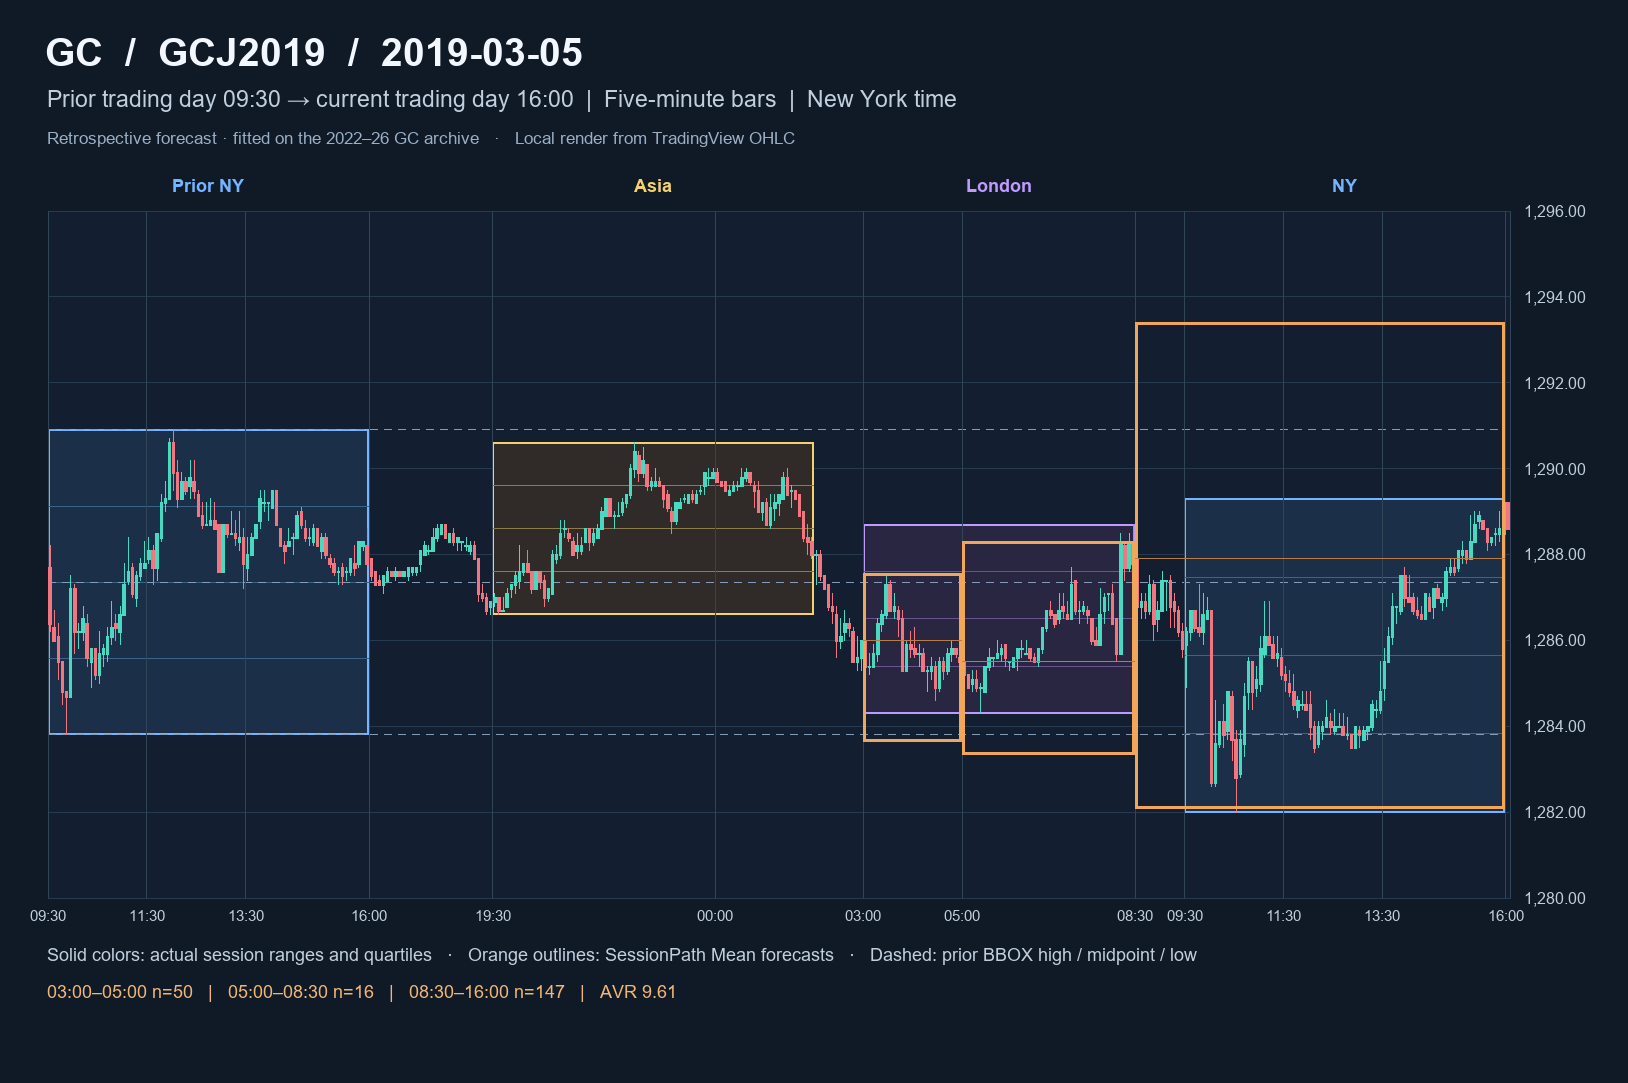 GC / GCJ2019 / 2019-03-05
Prior trading day 09:30 → current trading day 16:00 | Five-minute bars | New York time
Retrospective forecast · fitted on the 2022–26 GC archive · Local render from TradingView OHLC
Prior NY Asia London NY
1,296.00
1,294.00
1,292.00
1,290.00
1,288.00
1,286.00
1,284.00
1,282.00
1,280.00
09:30 11:30 13:30 16:00 19:30 00:00 03:00 05:00 08:30 09:30 11:30 13:30 16:00
Solid colors: actual session ranges and quartiles · Orange outlines: SessionPath Mean forecasts · Dashed: prior BBOX high / midpoint / low
03:00–05:00 n=50 | 05:00–08:30 n=16 | 08:30–16:00 n=147 | AVR 9.61